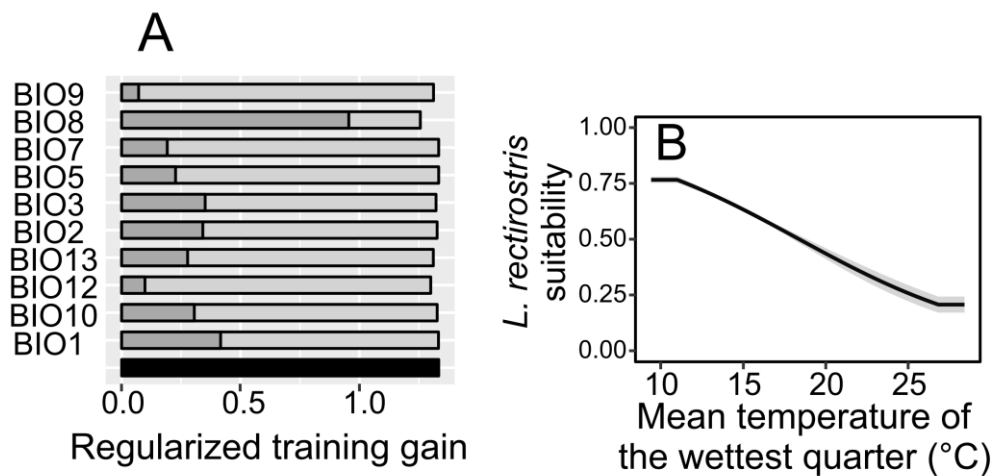 A
BIO9
BIO8
BIO7
BIO5
BIO3
BIO2
BIO13
BIO12
BIO10
BIO1
0.0 0.5 1.0
Regularized training gain
B
L. rectirostris
suitability
1.00
0.75
0.50
0.25
0.00
10 15 20 25
Mean temperature of
the wettest quarter (°C)